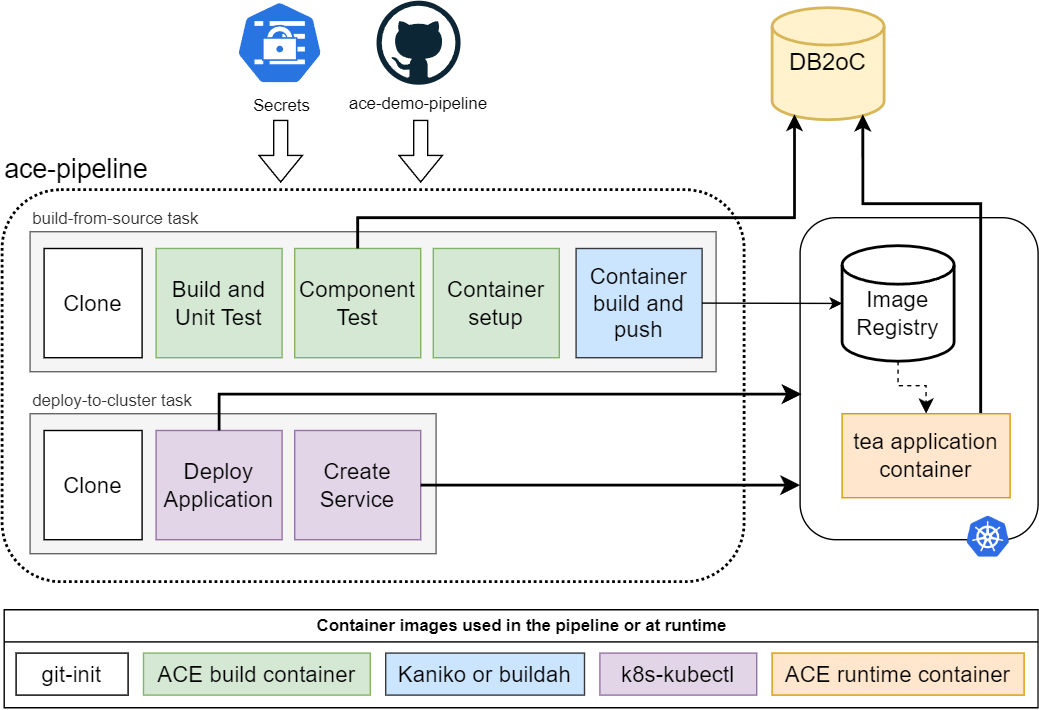 Secrets
ace-demo-pipeline
DB2oC
ace-pipeline
build-from-source task
Clone
Build and
Unit Test
Component
Test
Container
setup
Container
build and
push
Image
Registry
deploy-to-cluster task
Clone
Deploy
Application
Create
Service
tea application
container
Container images used in the pipeline or at runtime
git-init
ACE build container
Kaniko or buildah
k8s-kubectl
ACE runtime container